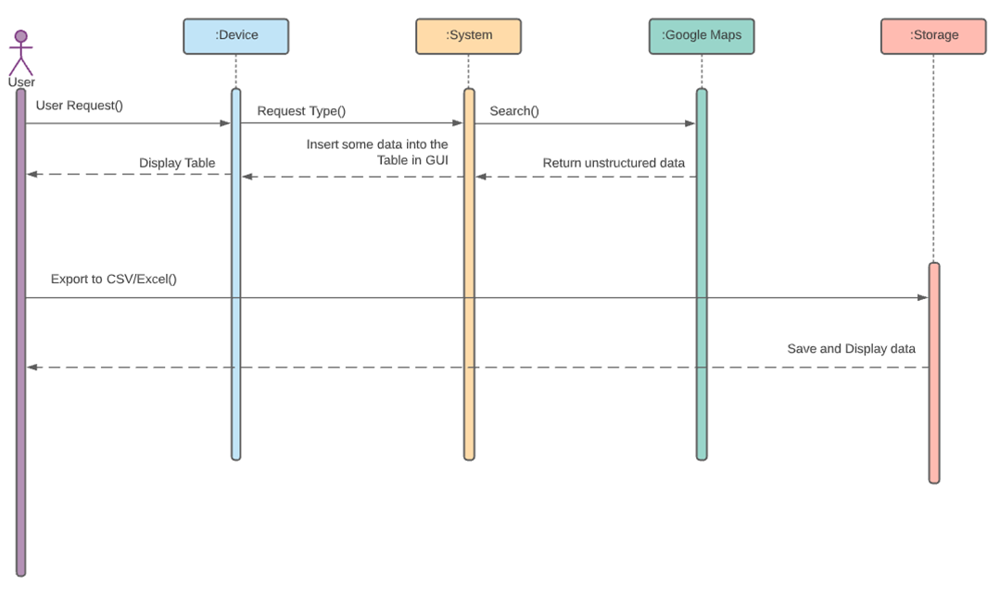 :Device
:System
:Google Maps
:Storage
User
User Request()
Request Type()
Search()
Insert some data into the
Table in GUI
Display Table
Return unstructured data
Export to CSV/Excel()
Save and Display data